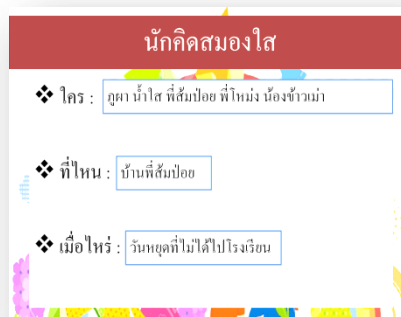 นักคิดสมองใส
❖ ใคร : ภูผา น้ำใส พี่ส้มป่อย พี่โหม่ง น้องข้าวเม่า
❖ ที่ไหน : บ้านพี่ส้มป่อย
❖ เมื่อไหร่ : วันหยุดที่ไม่ได้ไปโรงเรียน